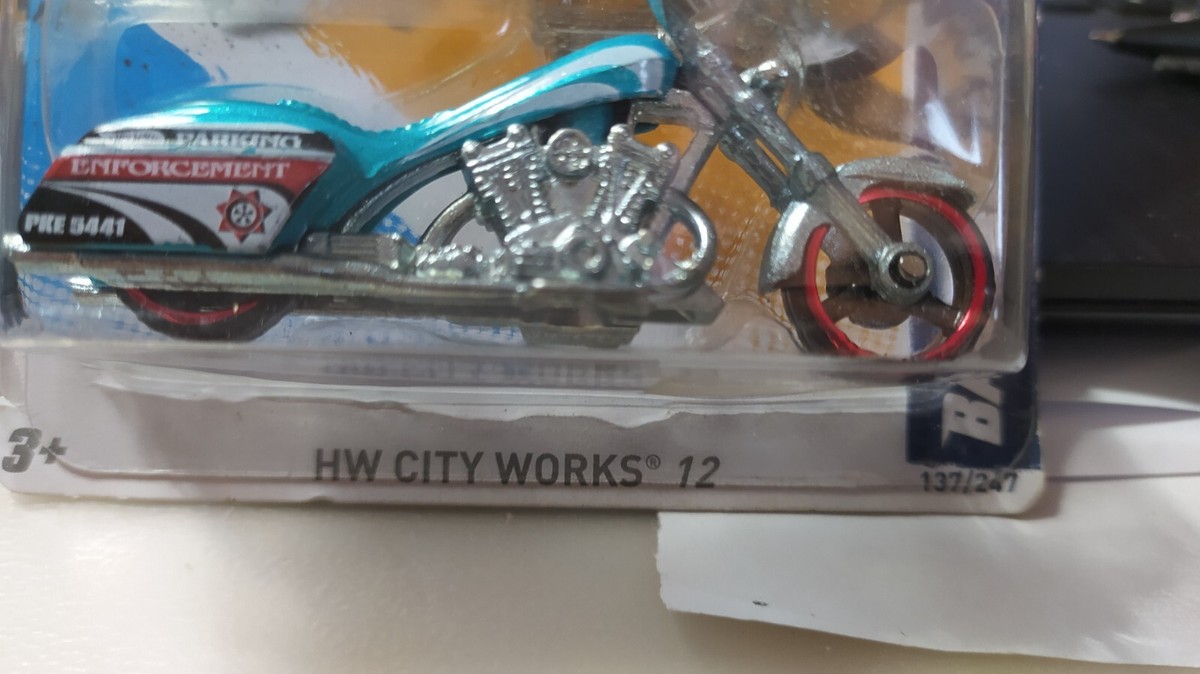 PARKING
ENFORCEMENT
PKE 5441
3+
HW CITY WORKS® 12
137/247